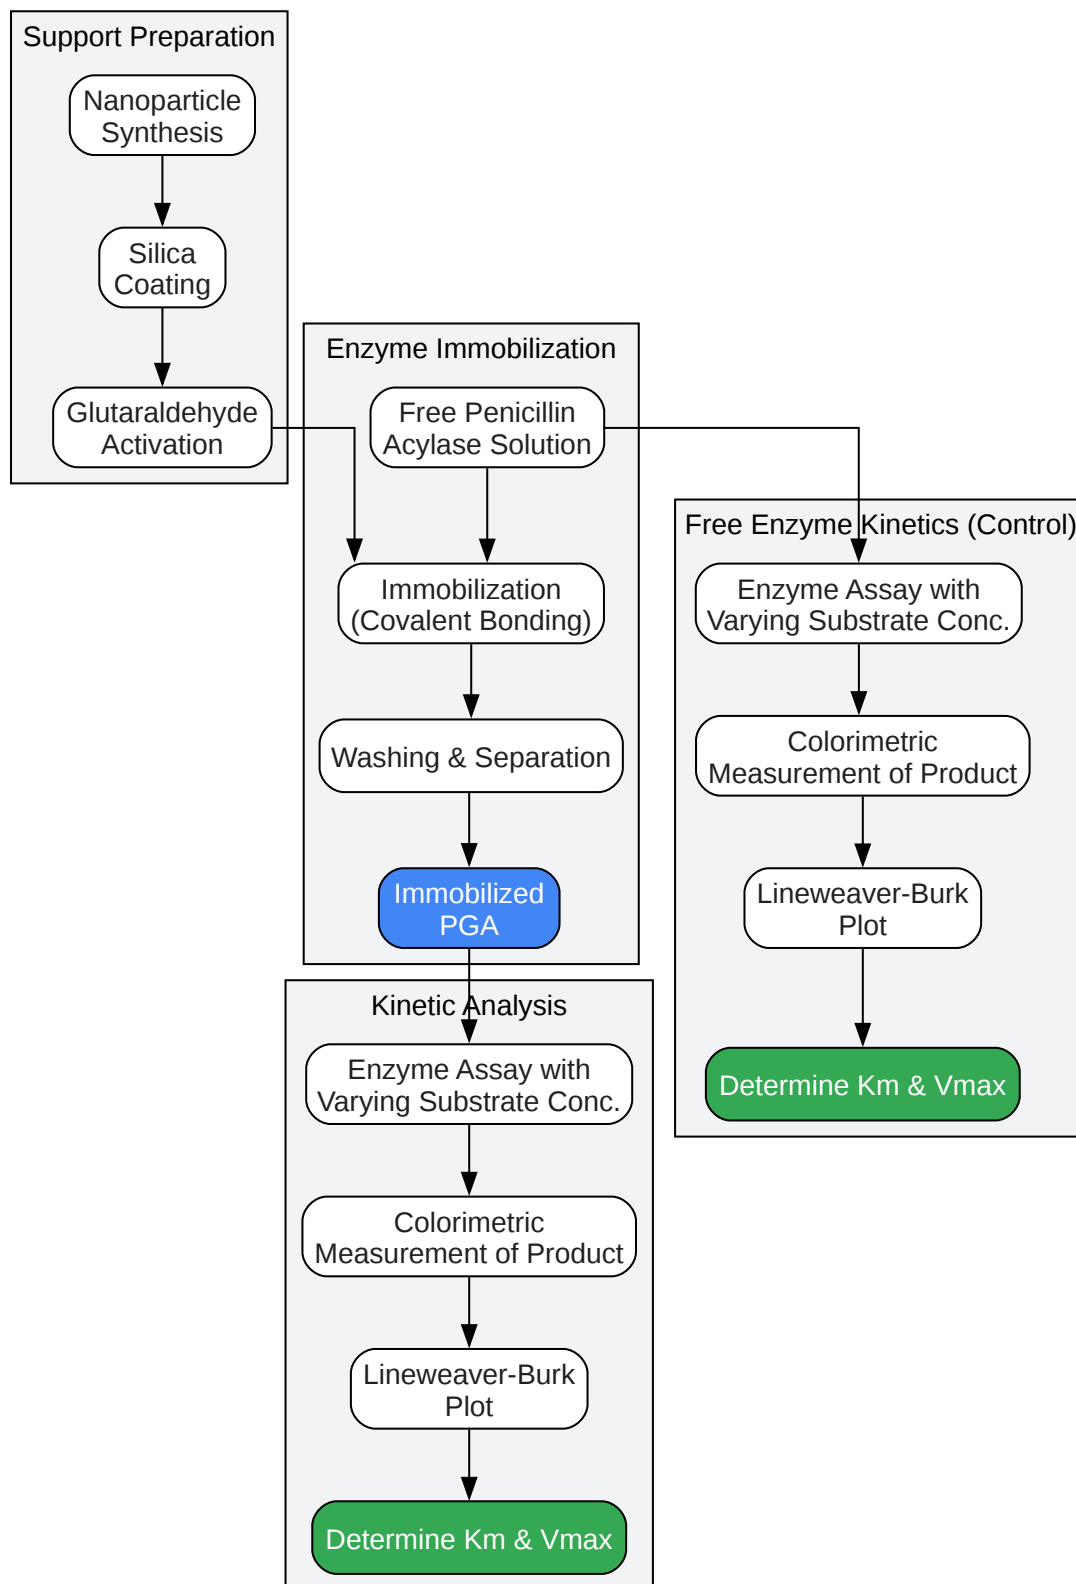 Support Preparation
Nanoparticle
Synthesis
Silica
Coating
Glutaraldehyde
Activation
Enzyme Immobilization
Free Penicillin
Acylase Solution
Immobilization
(Covalent Bonding)
Washing & Separation
Immobilized
PGA
Free Enzyme Kinetics (Control)
Enzyme Assay with
Varying Substrate Conc.
Colorimetric
Measurement of Product
Lineweaver-Burk
Plot
Determine Km & Vmax
Kinetic Analysis
Enzyme Assay with
Varying Substrate Conc.
Colorimetric
Measurement of Product
Lineweaver-Burk
Plot
Determine Km & Vmax